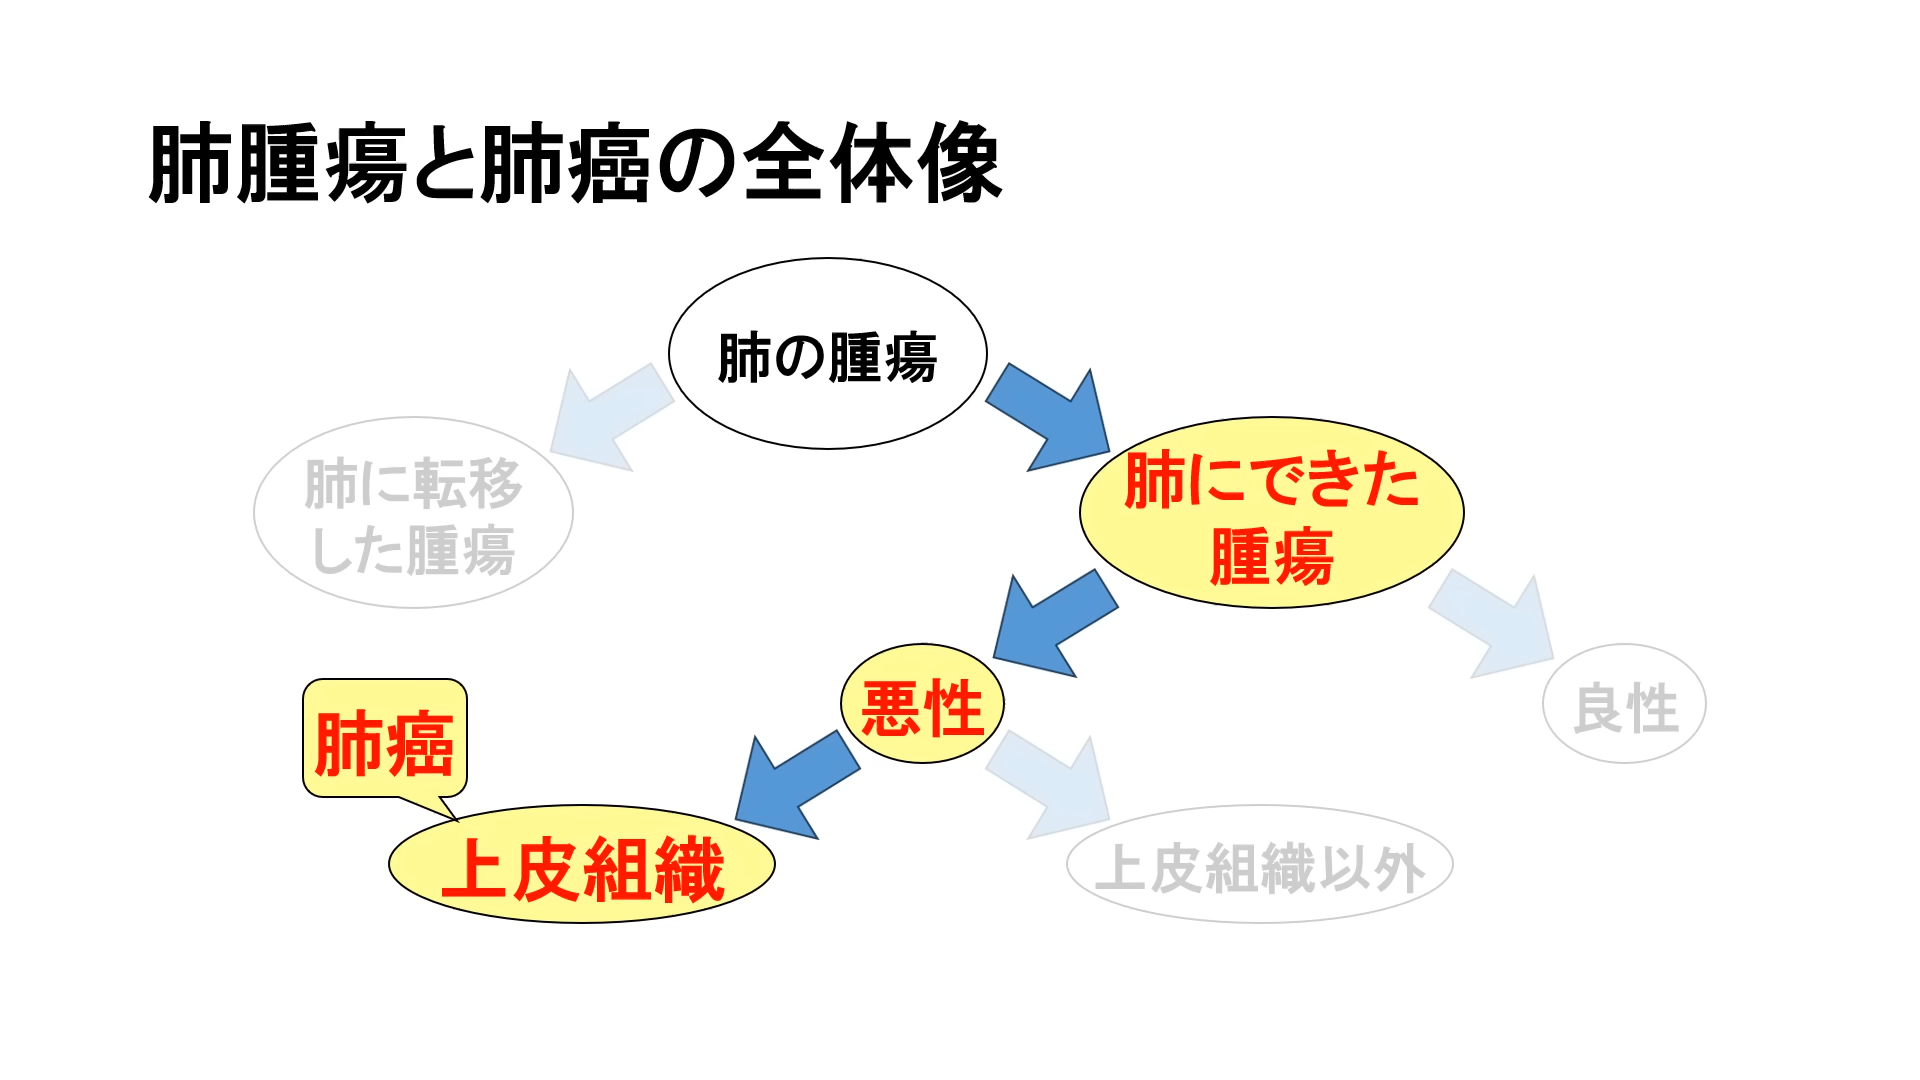 肺腫瘍と肺癌の全体像
肺の腫瘍
肺に転移
した腫瘍
肺にできた
腫瘍
悪性
良性
肺癌
上皮組織
上皮組織以外